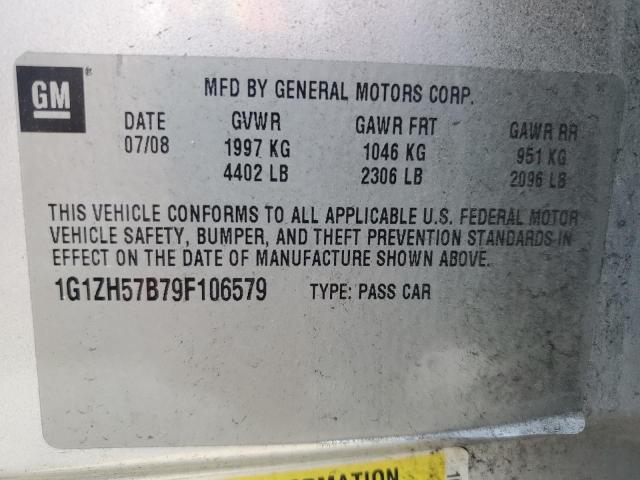 GM®
MFD BY GENERAL MOTORS CORP.
DATE GVWR GAWR FRT GAWR RR
07/08 1997 KG 1046 KG 951 KG
4402 LB 2306 LB 2096 LB
THIS VEHICLE CONFORMS TO ALL APPLICABLE U.S. FEDERAL MOTOR
VEHICLE SAFETY, BUMPER, AND THEFT PREVENTION STANDARDS IN
EFFECT ON THE DATE OF MANUFACTURE SHOWN ABOVE.
1G1ZH57B79F106579 TYPE: PASS CAR